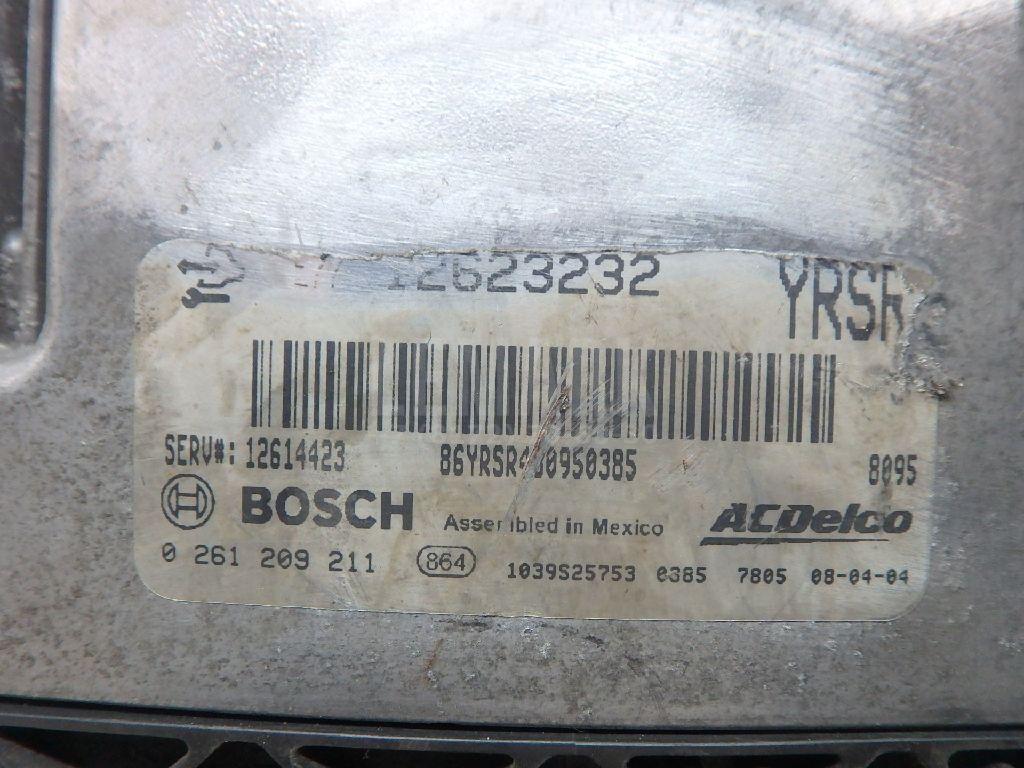 12623232 YRSR
SERV#: 12614423 8095
BOSCH Assembled in Mexico ACDelco
0 261 209 211 864 1039S25753 0385 7805 08-04-04